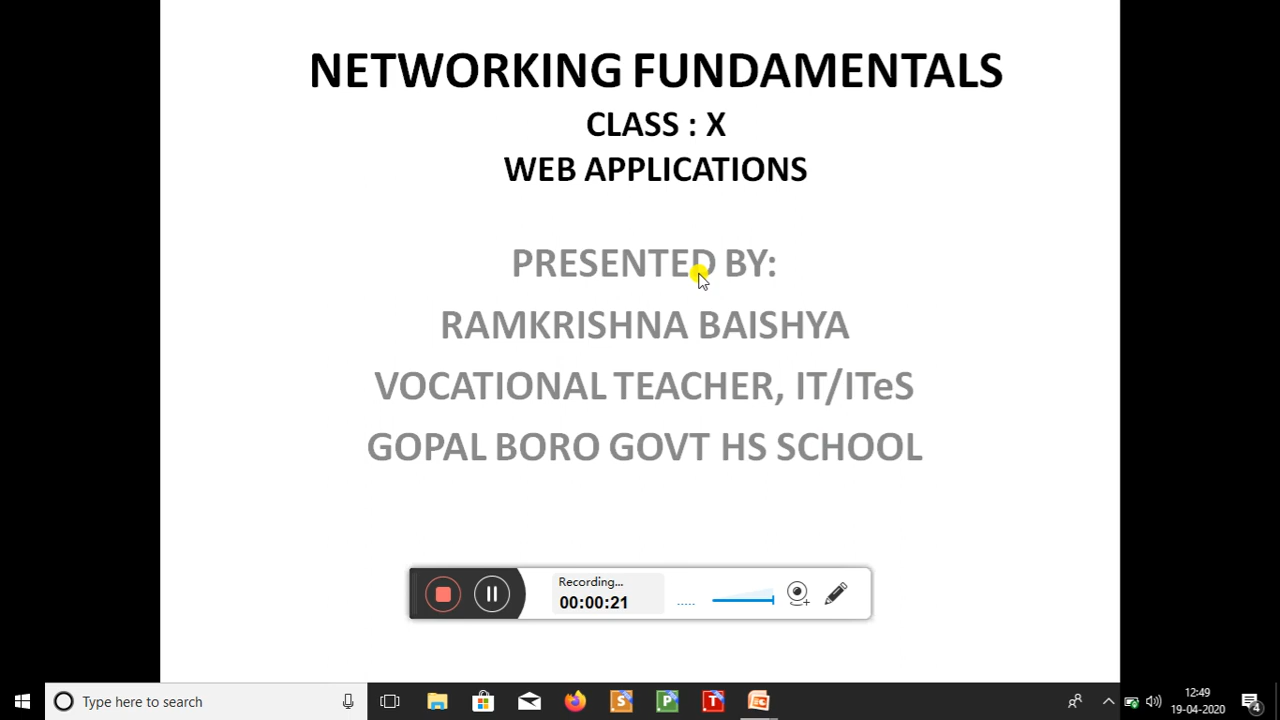 NETWORKING FUNDAMENTALS
CLASS : X
WEB APPLICATIONS
PRESENTED BY:
RAMKRISHNA BAISHYA
VOCATIONAL TEACHER, IT/ITeS
GOPAL BORO GOVT HS SCHOOL
Recording...
00:00:21
Type here to search
S
P
T
12:49
19-04-2020
4